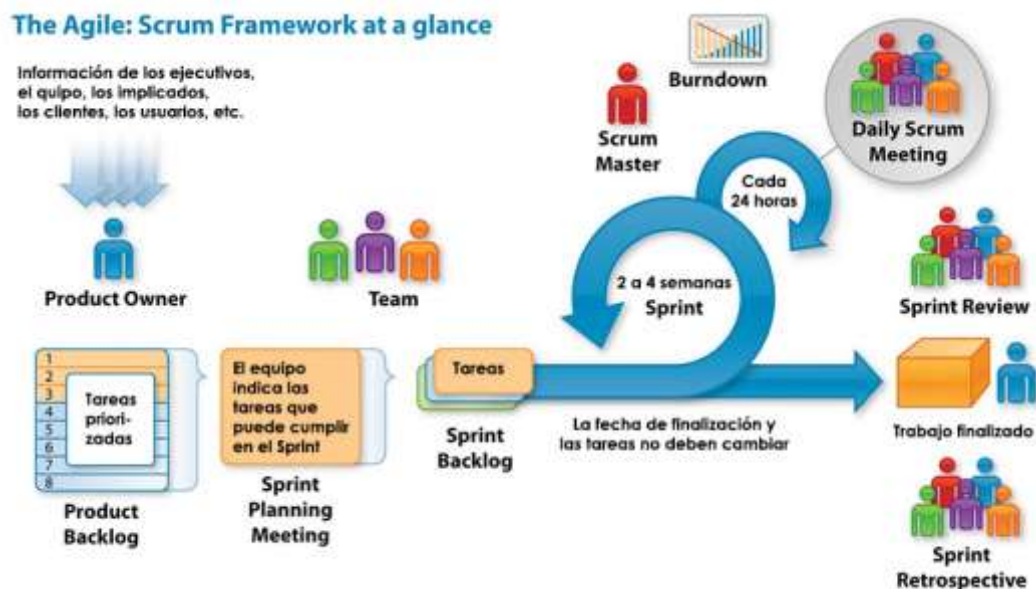 The Agile: Scrum Framework at a glance
Información de los ejecutivos,
el quipo, los implicados,
los clientes, los usuarios, etc.
Product Owner
Team
Scrum
Master
Burndown
Daily Scrum
Meeting
Cada
24 horas
2 a 4 semanas
Sprint
Sprint Review
1
2
3
4
5
6
7
8
Tareas
priori-
zadas
Product
Backlog
El equipo
indica las
tareas que
puede cumplir
en el Sprint
Sprint
Planning
Meeting
Tareas
Sprint
Backlog
La fecha de finalización y
las tareas no deben cambiar
Trabajo finalizado
Sprint
Retrospective